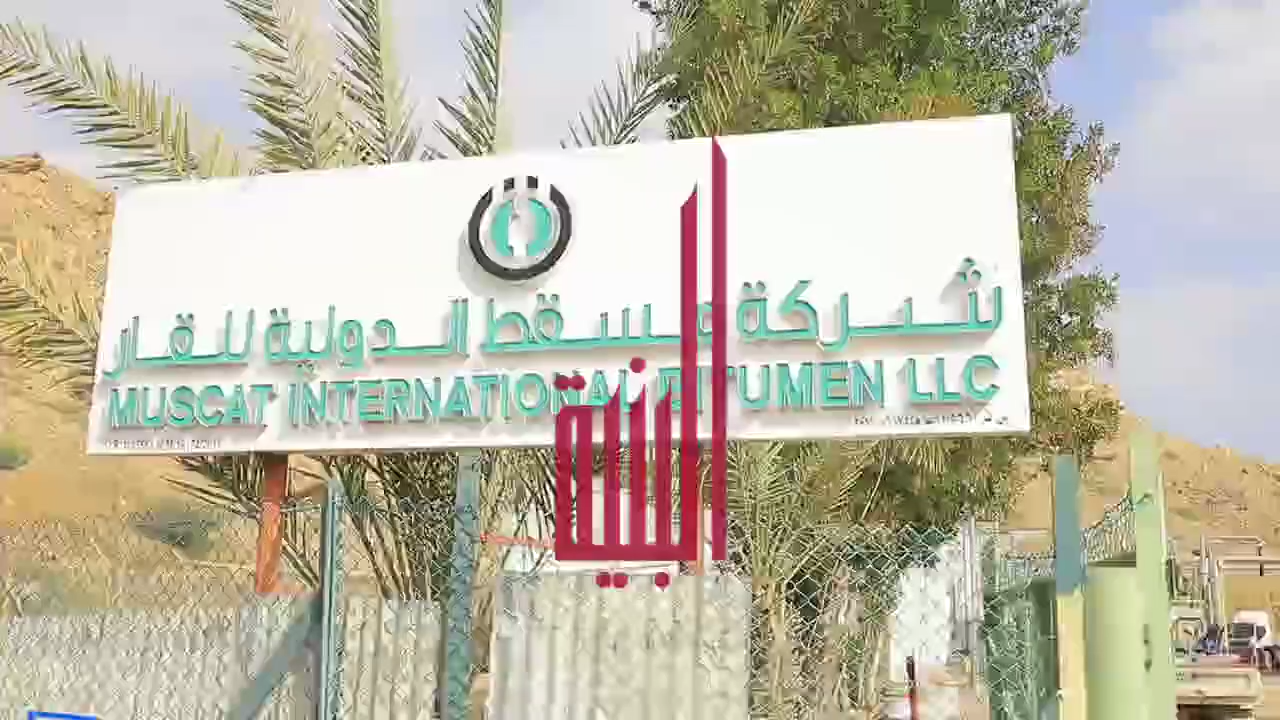 شركة مسقط الدولية للقار
MUSCAT INTERNATIONAL BITUMEN LLC